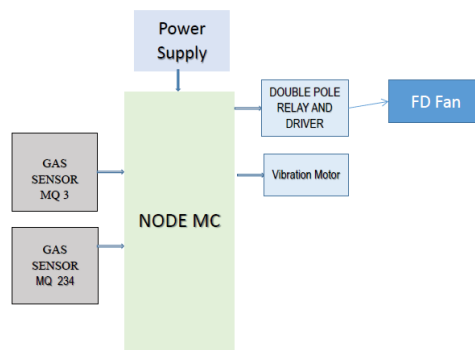 Power
Supply
DOUBLE POLE
RELAY AND
DRIVER
FD Fan
GAS
SENSOR
MQ 3
Vibration Motor
NODE MC
GAS
SENSOR
MQ 234